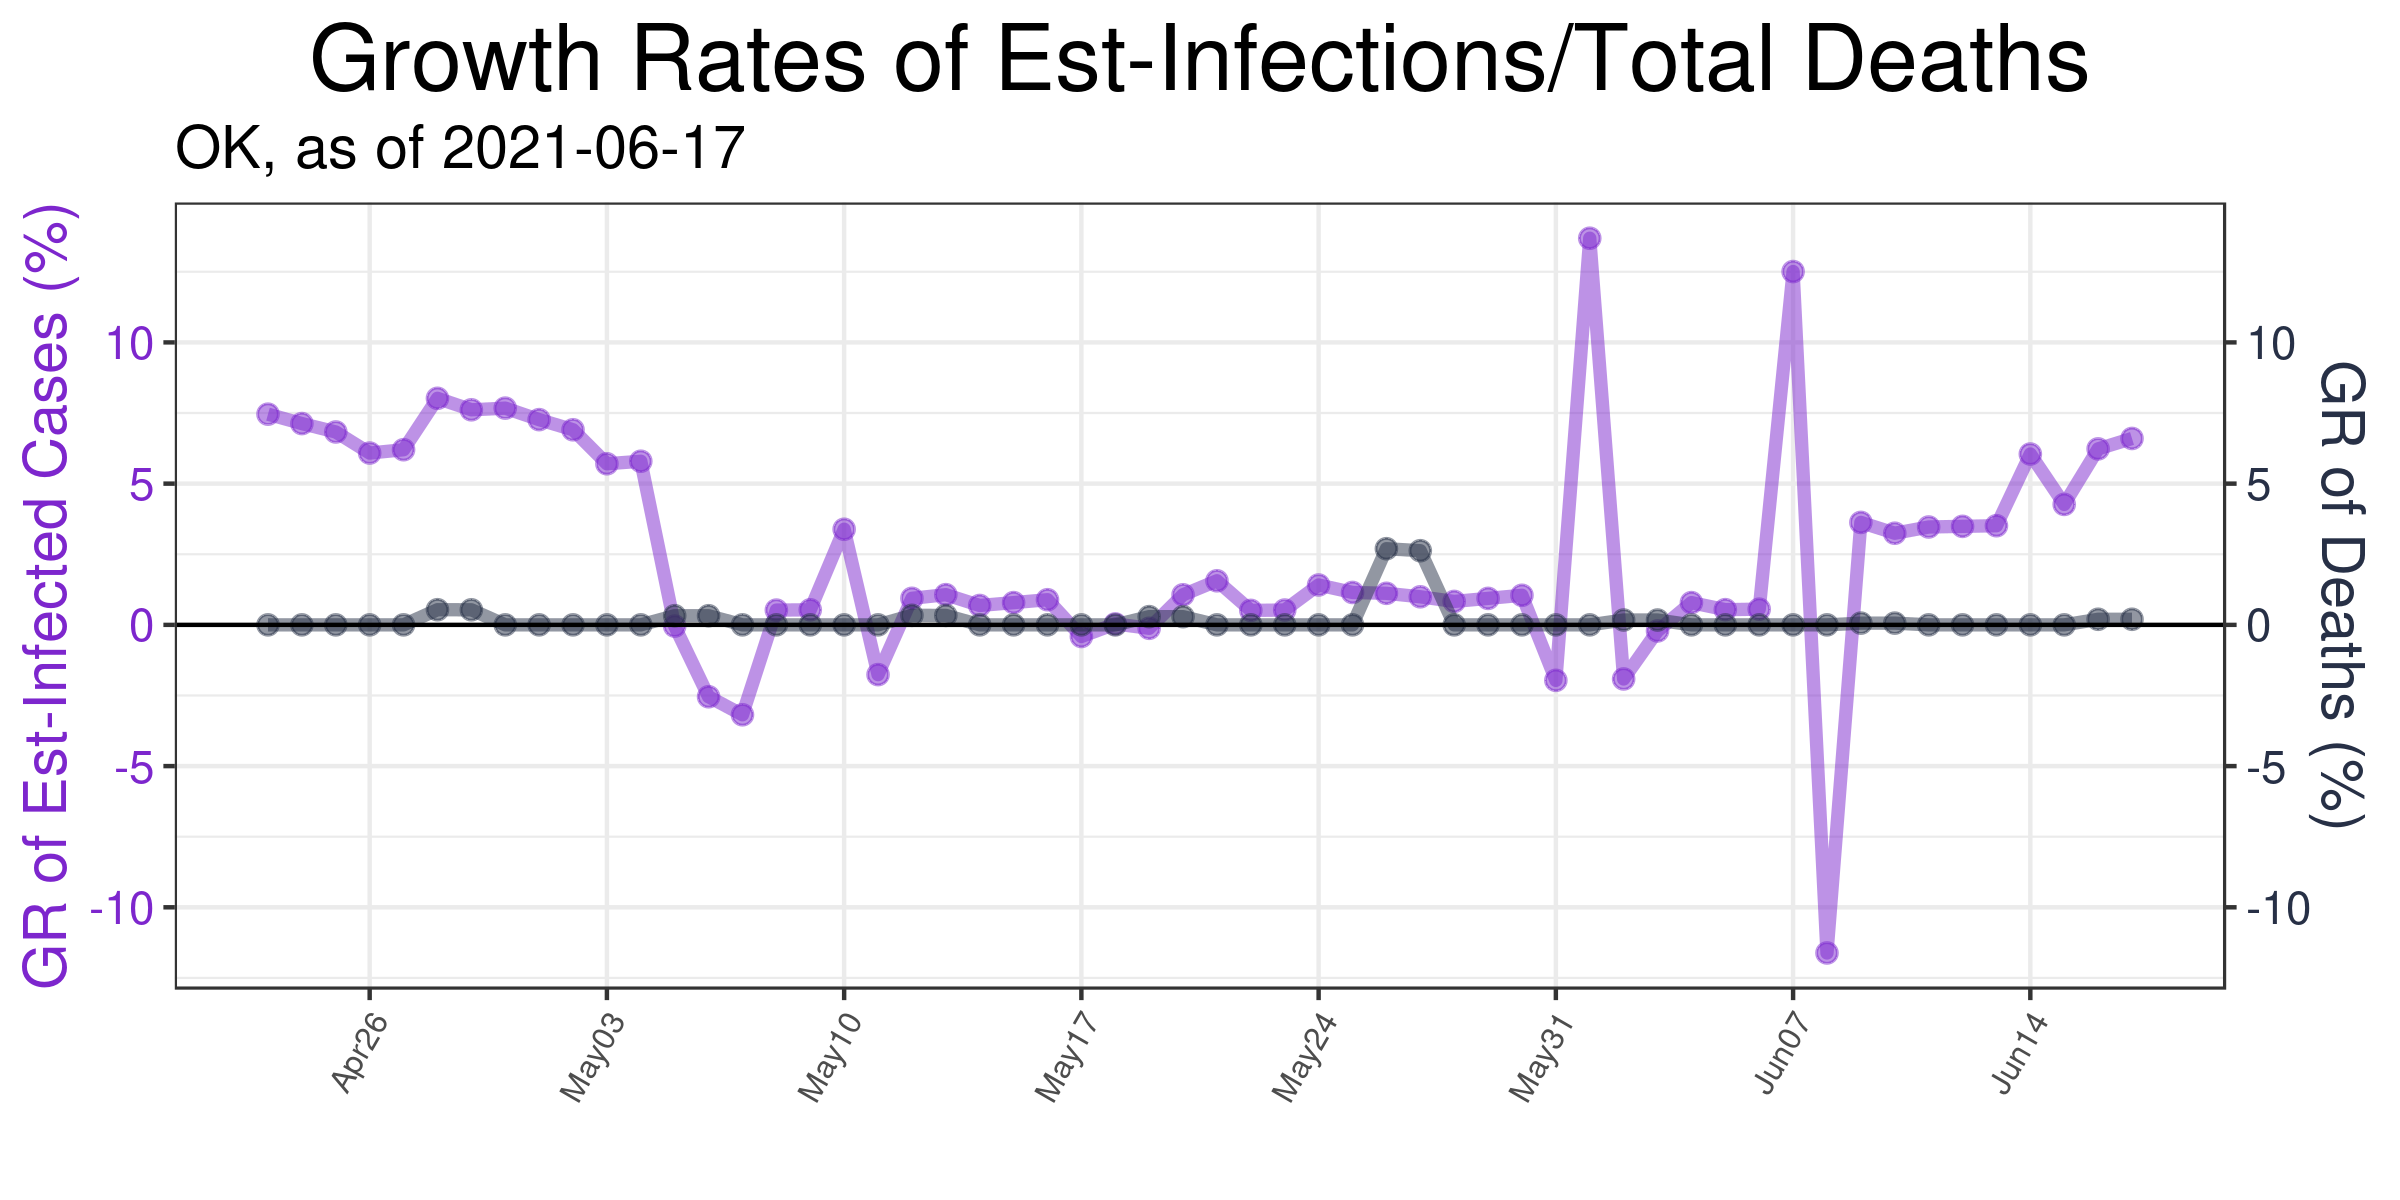 Growth Rates of Est-Infections/Total Deaths
OK, as of 2021-06-17
GR of Est-Infected Cases (%)
10
5
0
-5
-10
10
5
0
-5
-10
GR of Deaths (%)
Apr26
May03
May10
May17
May24
May31
Jun07
Jun14